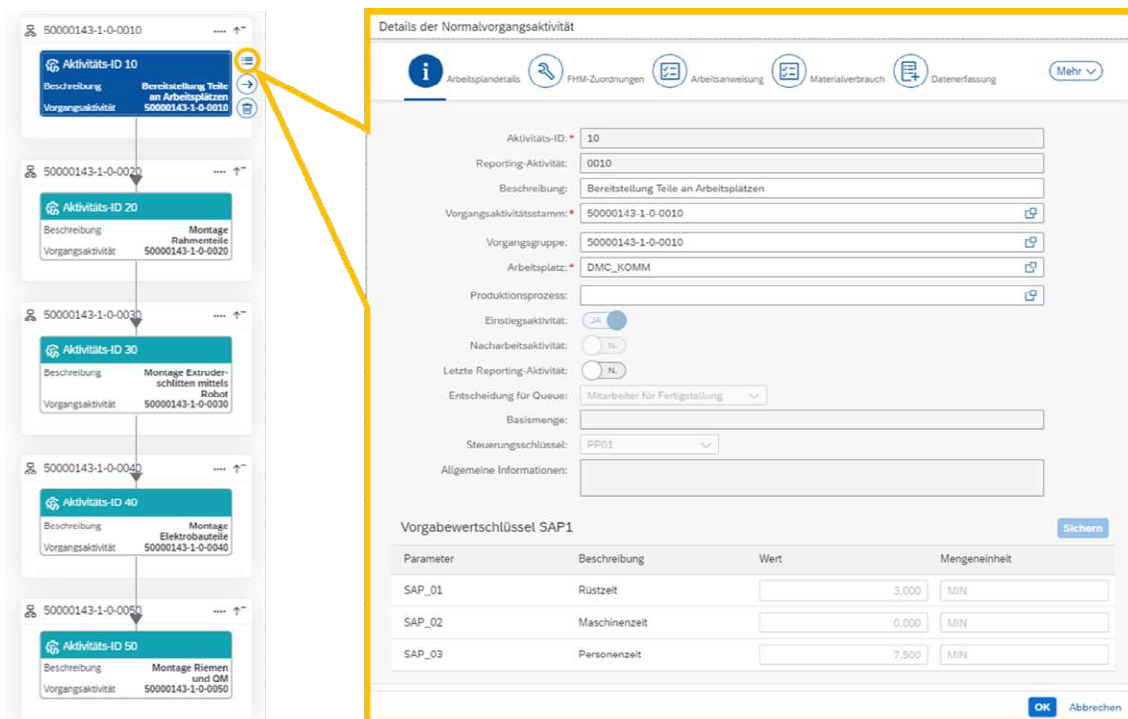 50000143-1-0-0010
Aktivitäts-ID 10
Beschreibung Bereitstellung Teile
an Arbeitsplätzen
Vorgangsaktivität 50000143-1-0-0010
50000143-1-0-0020
Aktivitäts-ID 20
Beschreibung Montage
Rahmenteile
Vorgangsaktivität 50000143-1-0-0020
50000143-1-0-0030
Aktivitäts-ID 30
Beschreibung Montage Extruder-
schlitten mittels
Robot
Vorgangsaktivität 50000143-1-0-0030
50000143-1-0-0040
Aktivitäts-ID 40
Beschreibung Montage
Elektrobauteile
Vorgangsaktivität 50000143-1-0-0040
50000143-1-0-0050
Aktivitäts-ID 50
Beschreibung Montage Riemen
und QM
Vorgangsaktivität 50000143-1-0-0050
Details der Normalvorgangsaktivität
Arbeitsplandetails FHM-Zuordnungen Arbeitsanweisung Materialverbrauch Datenerfassung Mehr
Aktivitäts-ID: * 10
Reporting-Aktivität: 0010
Beschreibung: Bereitstellung Teile an Arbeitsplätzen
Vorgangsaktivitätsstamm: * 50000143-1-0-0010
Vorgangsgruppe: 50000143-1-0-0010
Arbeitsplatz: * DMC_KOMM
Produktionsprozess:
Einstiegsaktivität: JA
Nacharbeitsaktivität: N.
Letzte Reporting-Aktivität: N.
Entscheidung für Queue: Mitarbeiter für Fertigstellung
Basismenge:
Steuerungsschlüssel: PP01
Allgemeine Informationen:
Vorgabewertschlüssel SAP1 Sichern
Parameter Beschreibung Wert Mengeneinheit
SAP_01 Rüstzeit 3,000 MIN
SAP_02 Maschinenzeit 0,000 MIN
SAP_03 Personenzeit 7,500 MIN
OK Abbrechen